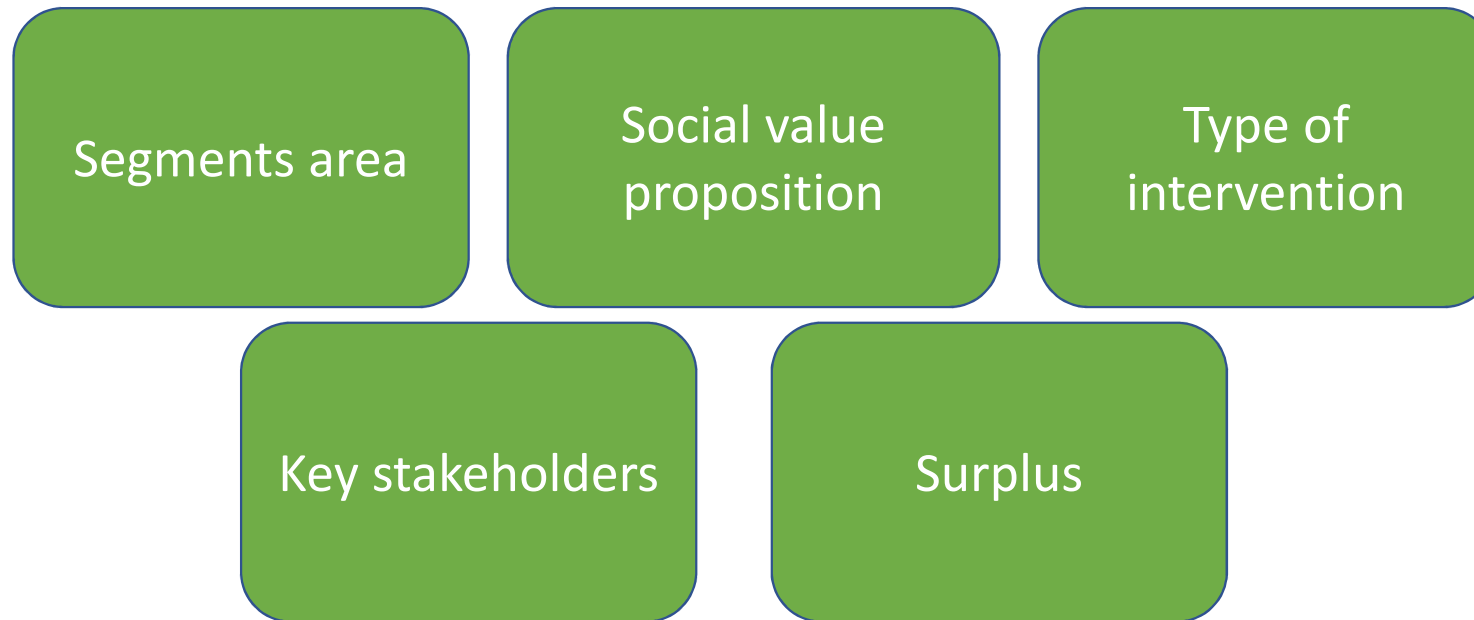 Segments area
Social value
proposition
Type of
intervention
Key stakeholders
Surplus